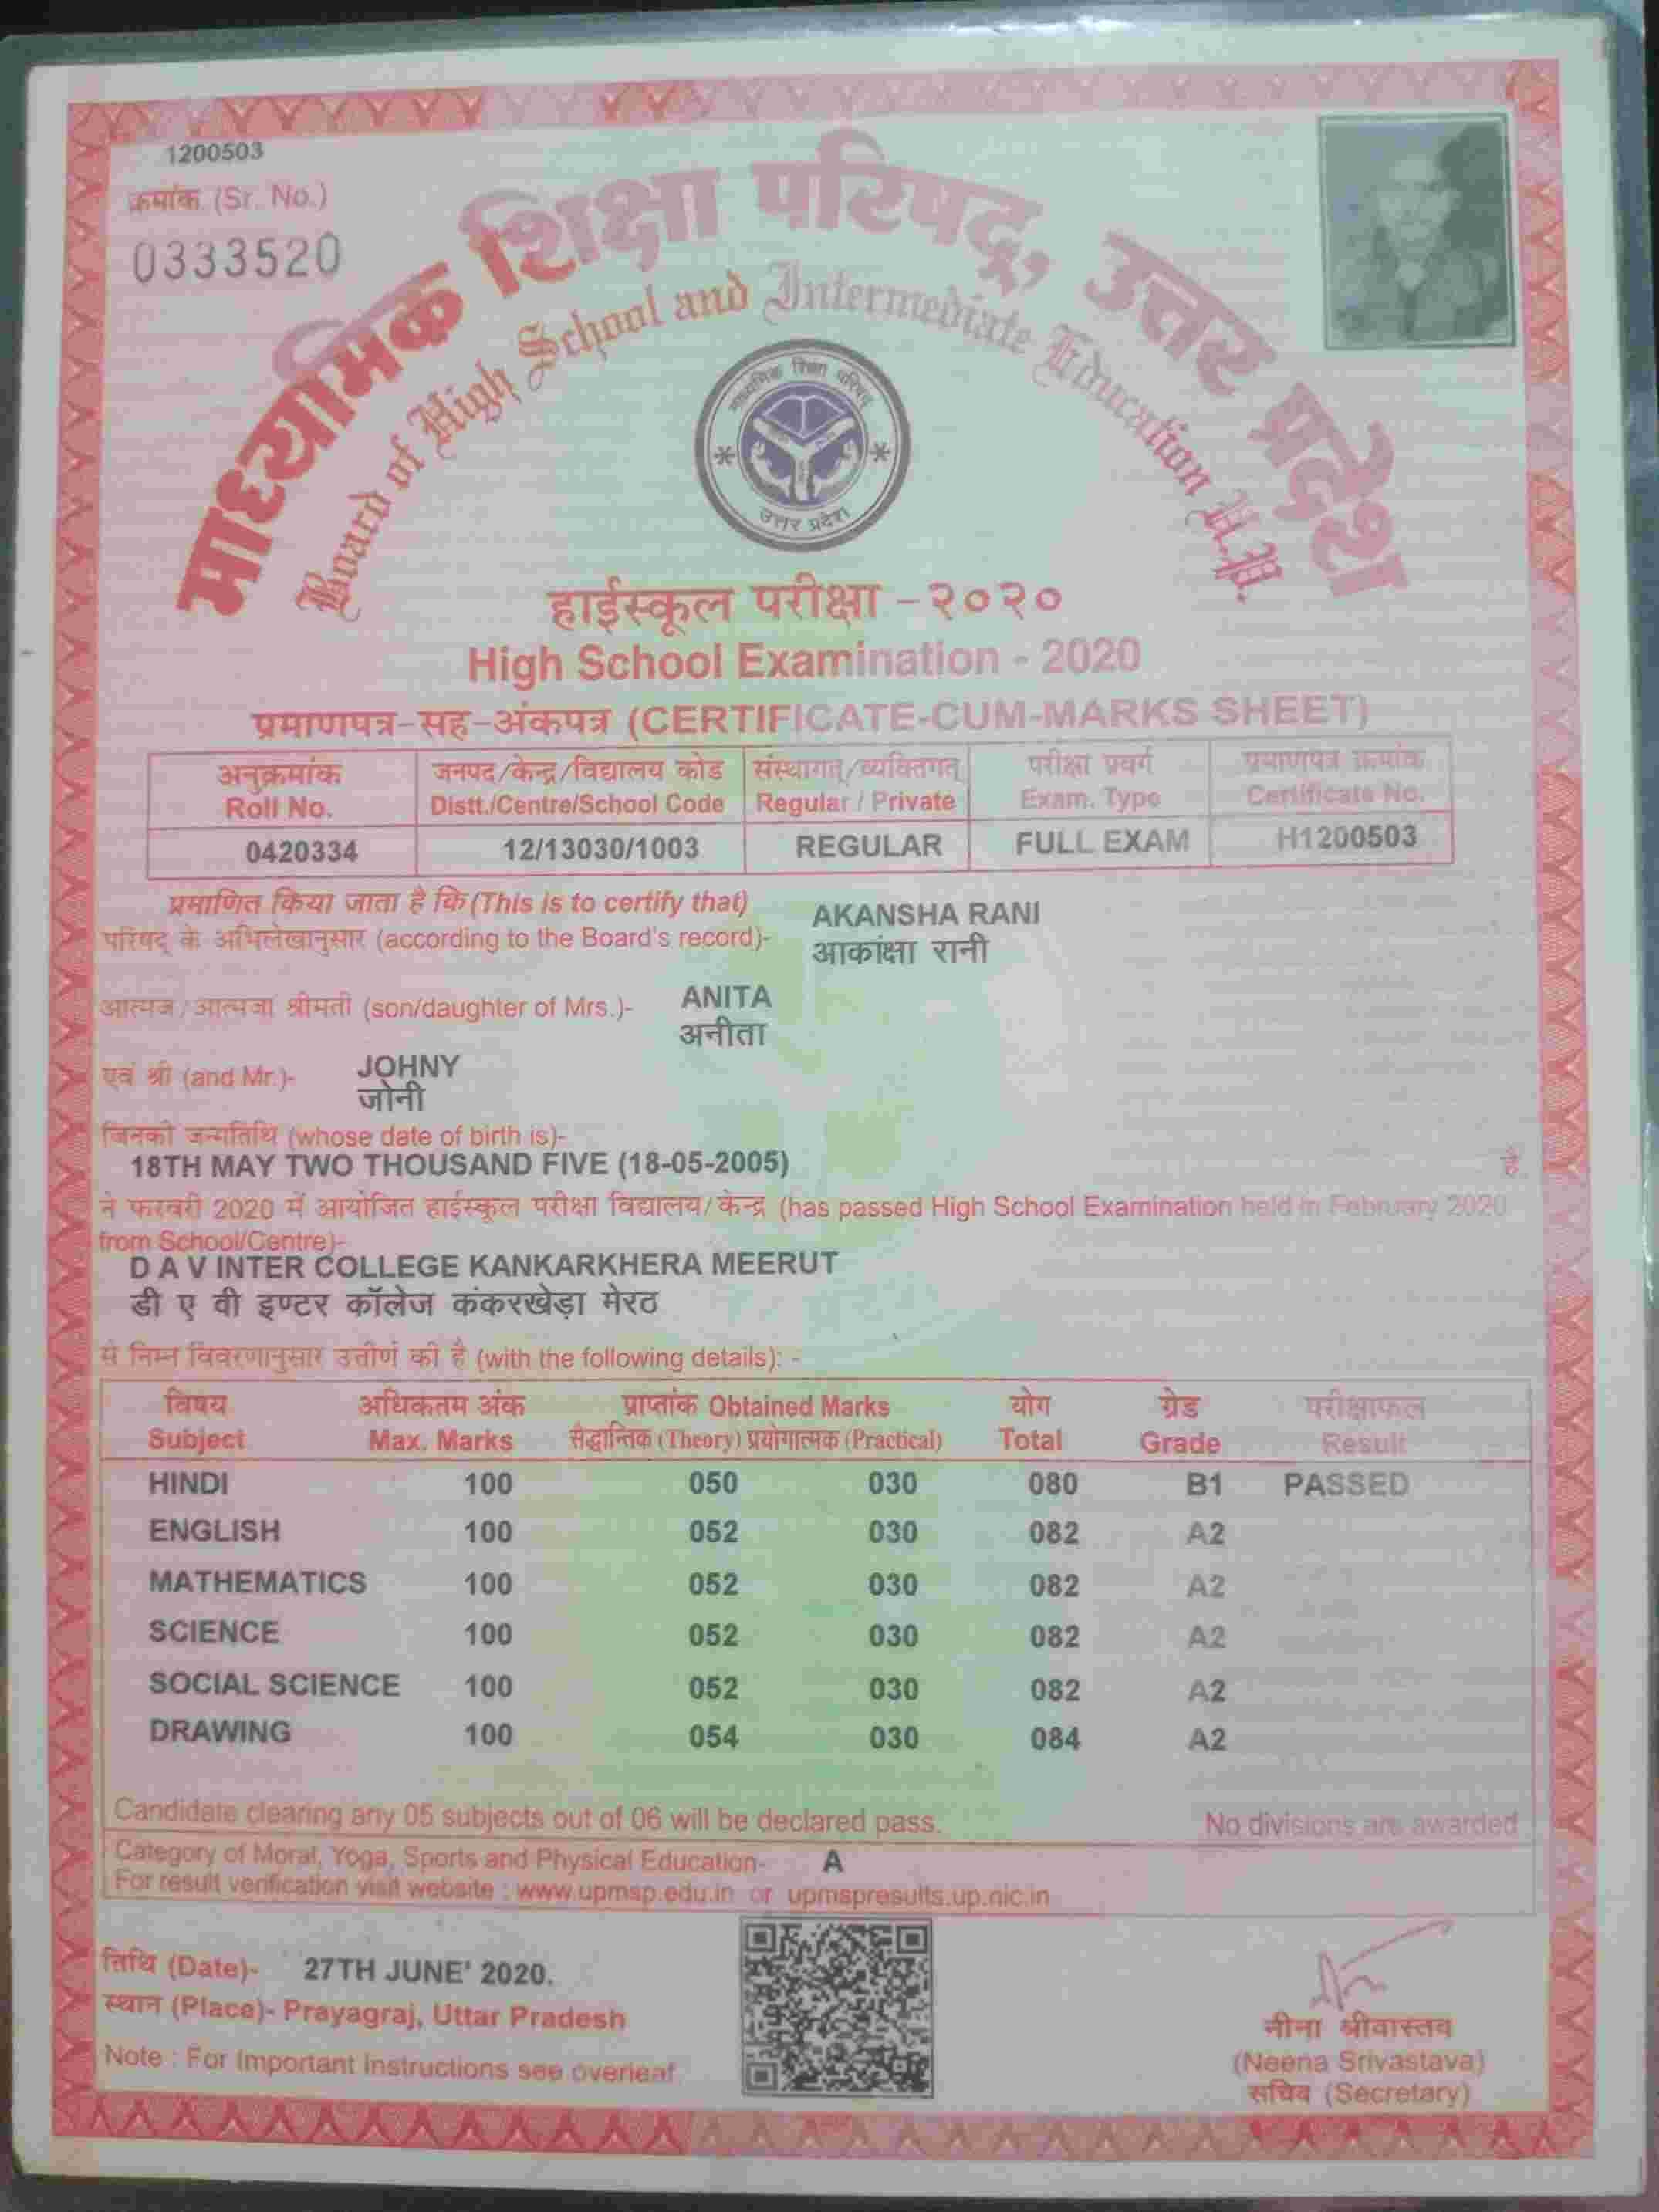 1200503
क्रमांक (Sr. No.)
0333520
माध्यमिक शिक्षा परिषद्, उत्तर प्रदेश
Board of High School and Intermediate Education U.P.
माध्यमिक शिक्षा परिषद्
उत्तर प्रदेश
हाईस्कूल परीक्षा - २०२०
High School Examination - 2020
प्रमाणपत्र-सह-अंकपत्र (CERTIFICATE-CUM-MARKS SHEET)
अनुक्रमांक जनपद/केन्द्र/विद्यालय कोड संस्थागत/व्यक्तिगत परीक्षा प्रवर्ग प्रमाणपत्र क्रमांक
Roll No. Distt./Centre/School Code Regular / Private Exam. Type Certificate No.
0420334 12/13030/1003 REGULAR FULL EXAM H1200503
प्रमाणित किया जाता है कि (This is to certify that) AKANSHA RANI
परिषद् के अभिलेखानुसार (according to the Board's record)- आकांक्षा रानी
आत्मज/आत्मजा श्रीमती (son/daughter of Mrs.)- ANITA
अनीता
एवं श्री (and Mr.)- JOHNY
जोनी
जिनकी जन्मतिथि (whose date of birth is)-
18TH MAY TWO THOUSAND FIVE (18-05-2005) है,
ने फरवरी 2020 में आयोजित हाईस्कूल परीक्षा विद्यालय/केन्द्र (has passed High School Examination held in February 2020
from School/Centre)-
D A V INTER COLLEGE KANKARKHERA MEERUT
डी ए वी इण्टर कॉलेज कंकरखेड़ा मेरठ
से निम्न विवरणानुसार उत्तीर्ण की है (with the following details): -
विषय अधिकतम अंक प्राप्तांक Obtained Marks योग ग्रेड परीक्षाफल
Subject Max. Marks सैद्धान्तिक (Theory) प्रयोगात्मक (Practical) Total Grade Result
HINDI 100 050 030 080 B1 PASSED
ENGLISH 100 052 030 082 A2
MATHEMATICS 100 052 030 082 A2
SCIENCE 100 052 030 082 A2
SOCIAL SCIENCE 100 052 030 082 A2
DRAWING 100 054 030 084 A2
Candidate clearing any 05 subjects out of 06 will be declared pass. No divisions are awarded
Category of Moral, Yoga, Sports and Physical Education- A
For result verification visit website : www.upmsp.edu.in or upmspresults.up.nic.in
तिथि (Date)- 27TH JUNE' 2020.
स्थान (Place)- Prayagraj, Uttar Pradesh
Note : For Important Instructions see overleaf
नीना श्रीवास्तव
(Neena Srivastava)
सचिव (Secretary)